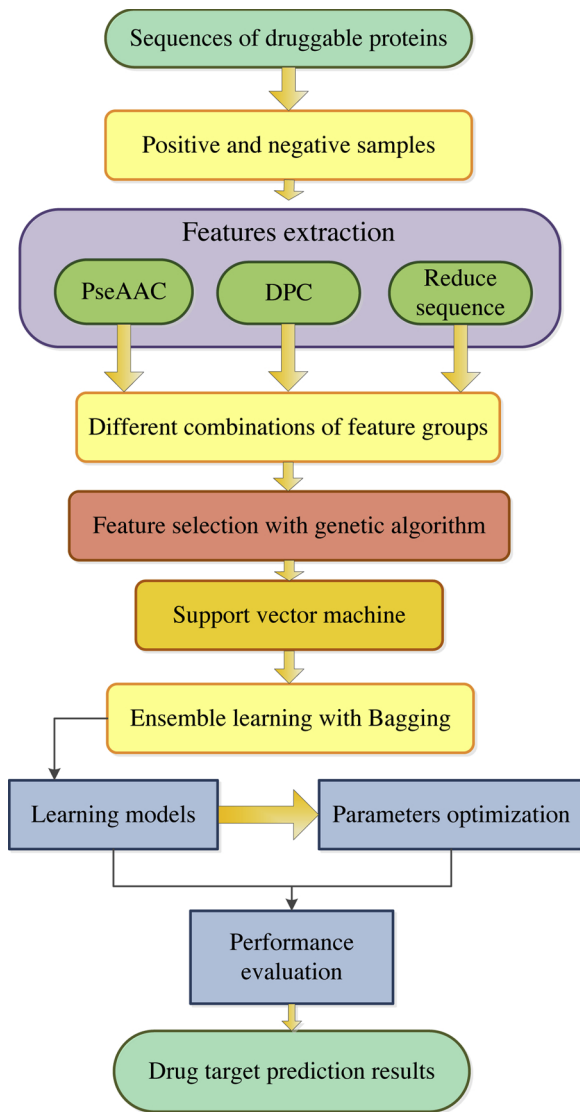 Sequences of druggable proteins
Positive and negative samples
Features extraction
PseAAC
DPC
Reduce
sequence
Different combinations of feature groups
Feature selection with genetic algorithm
Support vector machine
Ensemble learning with Bagging
Learning models
Parameters optimization
Performance
evaluation
Drug target prediction results